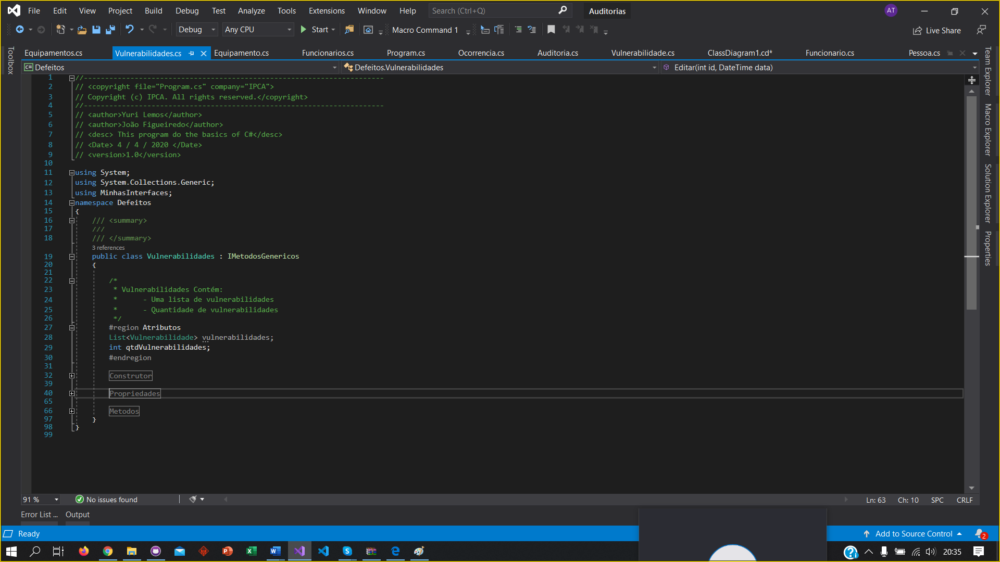 File Edit View Project Build Debug Test Analyze Tools Extensions Window Help Search (Ctrl+Q) Auditorias AT
Debug Any CPU Start Macro Command 1 Live Share
Equipamentos.cs Vulnerabilidades.cs Equipamento.cs Funcionarios.cs Program.cs Ocorrencia.cs Auditoria.cs Vulnerabilidade.cs ClassDiagram1.cd* Funcionario.cs Pessoa.cs
C# Defeitos Defeitos.Vulnerabilidades Editar(int id, DateTime data)
Toolbox
Team Explorer
Macro Explorer
Solution Explorer
Properties
1 //-----------------------------------------------------------------------
2 // <copyright file="Program.cs" company="IPCA">
3 // Copyright (c) IPCA. All rights reserved.</copyright>
4 //-----------------------------------------------------------------------
5 // <author>Yuri Lemos</author>
6 // <author>João Figueiredo</author>
7 // <desc> This program do the basics of C#</desc>
8 // <Date> 4 / 4 / 2020 </Date>
9 // <version>1.0</version>
10
11 using System;
12 using System.Collections.Generic;
13 using MinhasInterfaces;
14 namespace Defeitos
15 {
16 /// <summary>
17 ///
18 /// </summary>
3 references
19 public class Vulnerabilidades : IMetodosGenericos
20 {
21
22 /*
23 * Vulnerabilidades Contém:
24 * - Uma lista de vulnerabilidades
25 * - Quantidade de vulnerabilidades
26 */
27 #region Atributos
28 List<Vulnerabilidade> vulnerabilidades;
29 int qtdVulnerabilidades;
30 #endregion
31
32 Construtor
39
40 Propriedades
65
66 Metodos
97 }
98 }
99
91 % No issues found Ln: 63 Ch: 10 SPC CRLF
Error List ... Output
Ready Add to Source Control 2
20:35